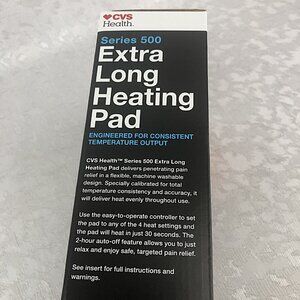 CVS
Health.
Series 500
Extra
Long
Heating
Pad
ENGINEERED FOR CONSISTENT
TEMPERATURE OUTPUT
CVS Health™ Series 500 Extra Long
Heating Pad delivers penetrating pain
relief in a flexible, machine washable
design. Specially calibrated for total
temperature consistency and accuracy, it
will deliver heat evenly throughout use.
Use the easy-to-operate controller to set
the pad to any of the 4 heat settings and
the pad will heat in just 30 seconds. The
2-hour auto-off feature allows you to just
relax and enjoy safe, targeted pain relief.
See insert for full instructions and
warnings.